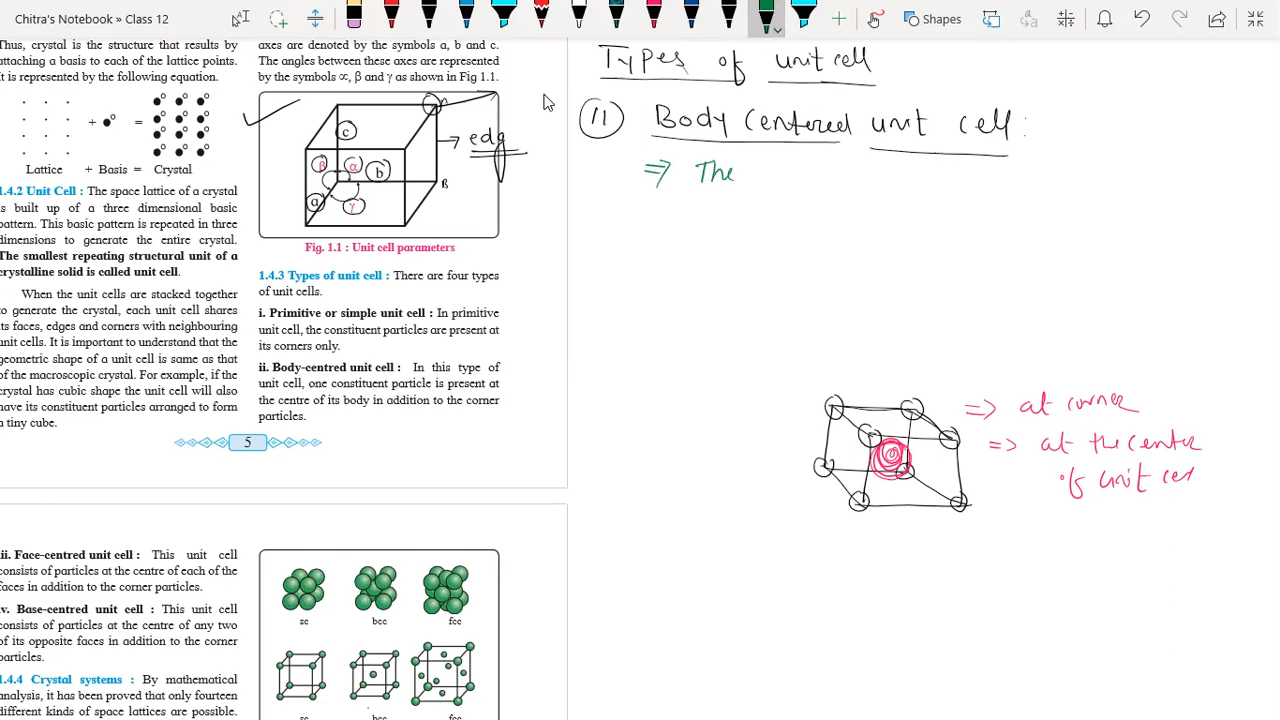 Chitra's Notebook » Class 12
Shapes
Thus, crystal is the structure that results by
attaching a basis to each of the lattice points.
It is represented by the following equation.
Lattice + Basis = Crystal
1.4.2 Unit Cell : The space lattice of a crystal
is built up of a three dimensional basic
pattern. This basic pattern is repeated in three
dimensions to generate the entire crystal.
The smallest repeating structural unit of a
crystalline solid is called unit cell.
When the unit cells are stacked together
to generate the crystal, each unit cell shares
its faces, edges and corners with neighbouring
unit cells. It is important to understand that the
geometric shape of a unit cell is same as that
of the macroscopic crystal. For example, if the
crystal has cubic shape the unit cell will also
have its constituent particles arranged to form
a tiny cube.
axes are denoted by the symbols a, b and c.
The angles between these axes are represented
by the symbols ∝, β and γ as shown in Fig 1.1.
c
edg
β α b
B
a
γ
Fig. 1.1 : Unit cell parameters
1.4.3 Types of unit cell : There are four types
of unit cells.
i. Primitive or simple unit cell : In primitive
unit cell, the constituent particles are present at
its corners only.
ii. Body-centred unit cell : In this type of
unit cell, one constituent particle is present at
the centre of its body in addition to the corner
particles.
5
iii. Face-centred unit cell : This unit cell
consists of particles at the centre of each of the
faces in addition to the corner particles.
iv. Base-centred unit cell : This unit cell
consists of particles at the centre of any two
of its opposite faces in addition to the corner
particles.
1.4.4 Crystal systems : By mathematical
analysis, it has been proved that only fourteen
different kinds of space lattices are possible.
sc bcc fcc
sc bcc fcc
Types of unit cell
(11) Body centered unit cell :
⇒ The
⇒ at corner
⇒ at the center
of unit cell